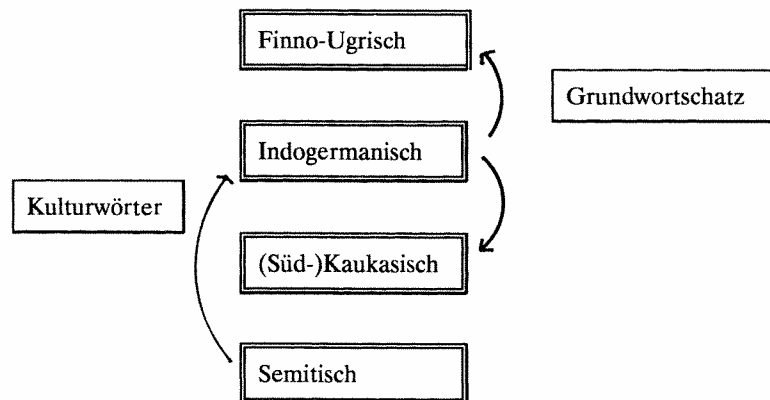 Finno-Ugrisch
Grundwortschatz
Indogermanisch
Kulturwörter
(Süd-)Kaukasisch
Semitisch